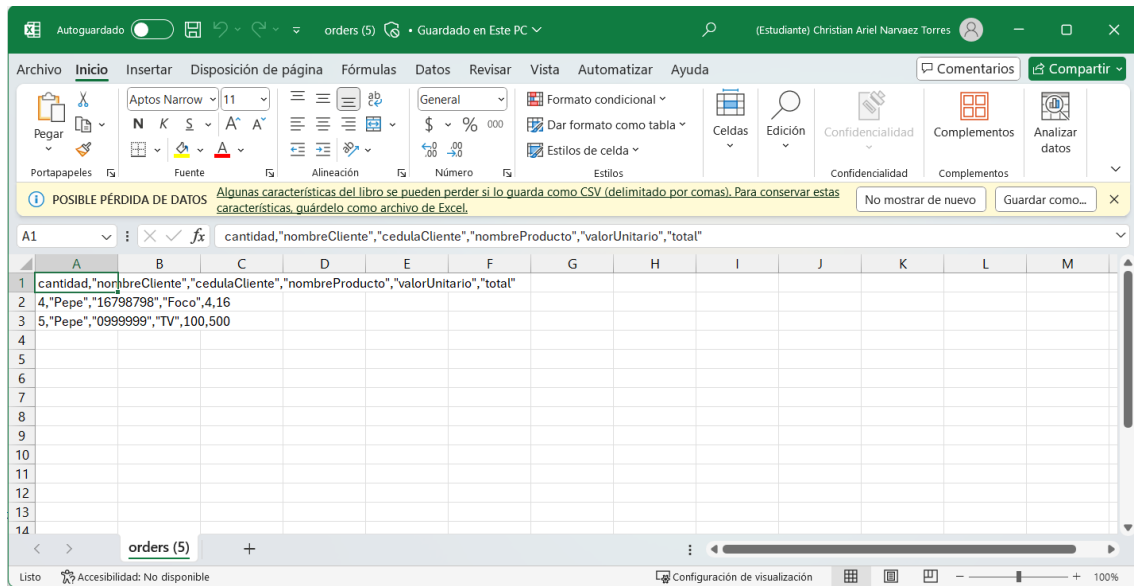 Autoguardado orders (5) • Guardado en Este PC (Estudiante) Christian Ariel Narvaez Torres
Archivo Inicio Insertar Disposición de página Fórmulas Datos Revisar Vista Automatizar Ayuda Comentarios Compartir
Pegar
Aptos Narrow 11
N K S A A
A
ab
General
$ % 000
Formato condicional
Dar formato como tabla
Estilos de celda
Celdas
Edición
Confidencialidad
Complementos
Analizar
datos
Portapapeles Fuente Alineación Número Estilos Confidencialidad Complementos
POSIBLE PÉRDIDA DE DATOS Algunas características del libro se pueden perder si lo guarda como CSV (delimitado por comas). Para conservar estas
características, guárdelo como archivo de Excel.
No mostrar de nuevo Guardar como...
A1 fx cantidad,"nombreCliente","cedulaCliente","nombreProducto","valorUnitario","total"
A B C D E F G H I J K L M
1 cantidad,"nombreCliente","cedulaCliente","nombreProducto","valorUnitario","total"
2 4,"Pepe","16798798","Foco",4,16
3 5,"Pepe","0999999","TV",100,500
4
5
6
7
8
9
10
11
12
13
14
orders (5)
Listo Accesibilidad: No disponible Configuración de visualización 100%